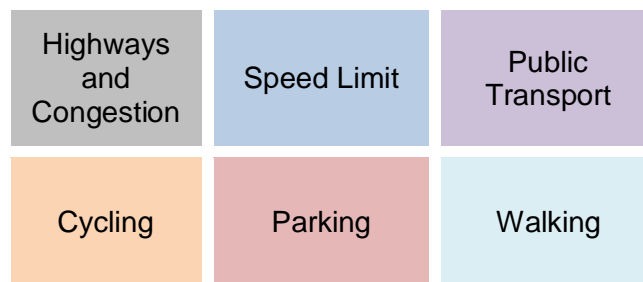 Highways
and
Congestion
Speed Limit
Public
Transport
Cycling
Parking
Walking